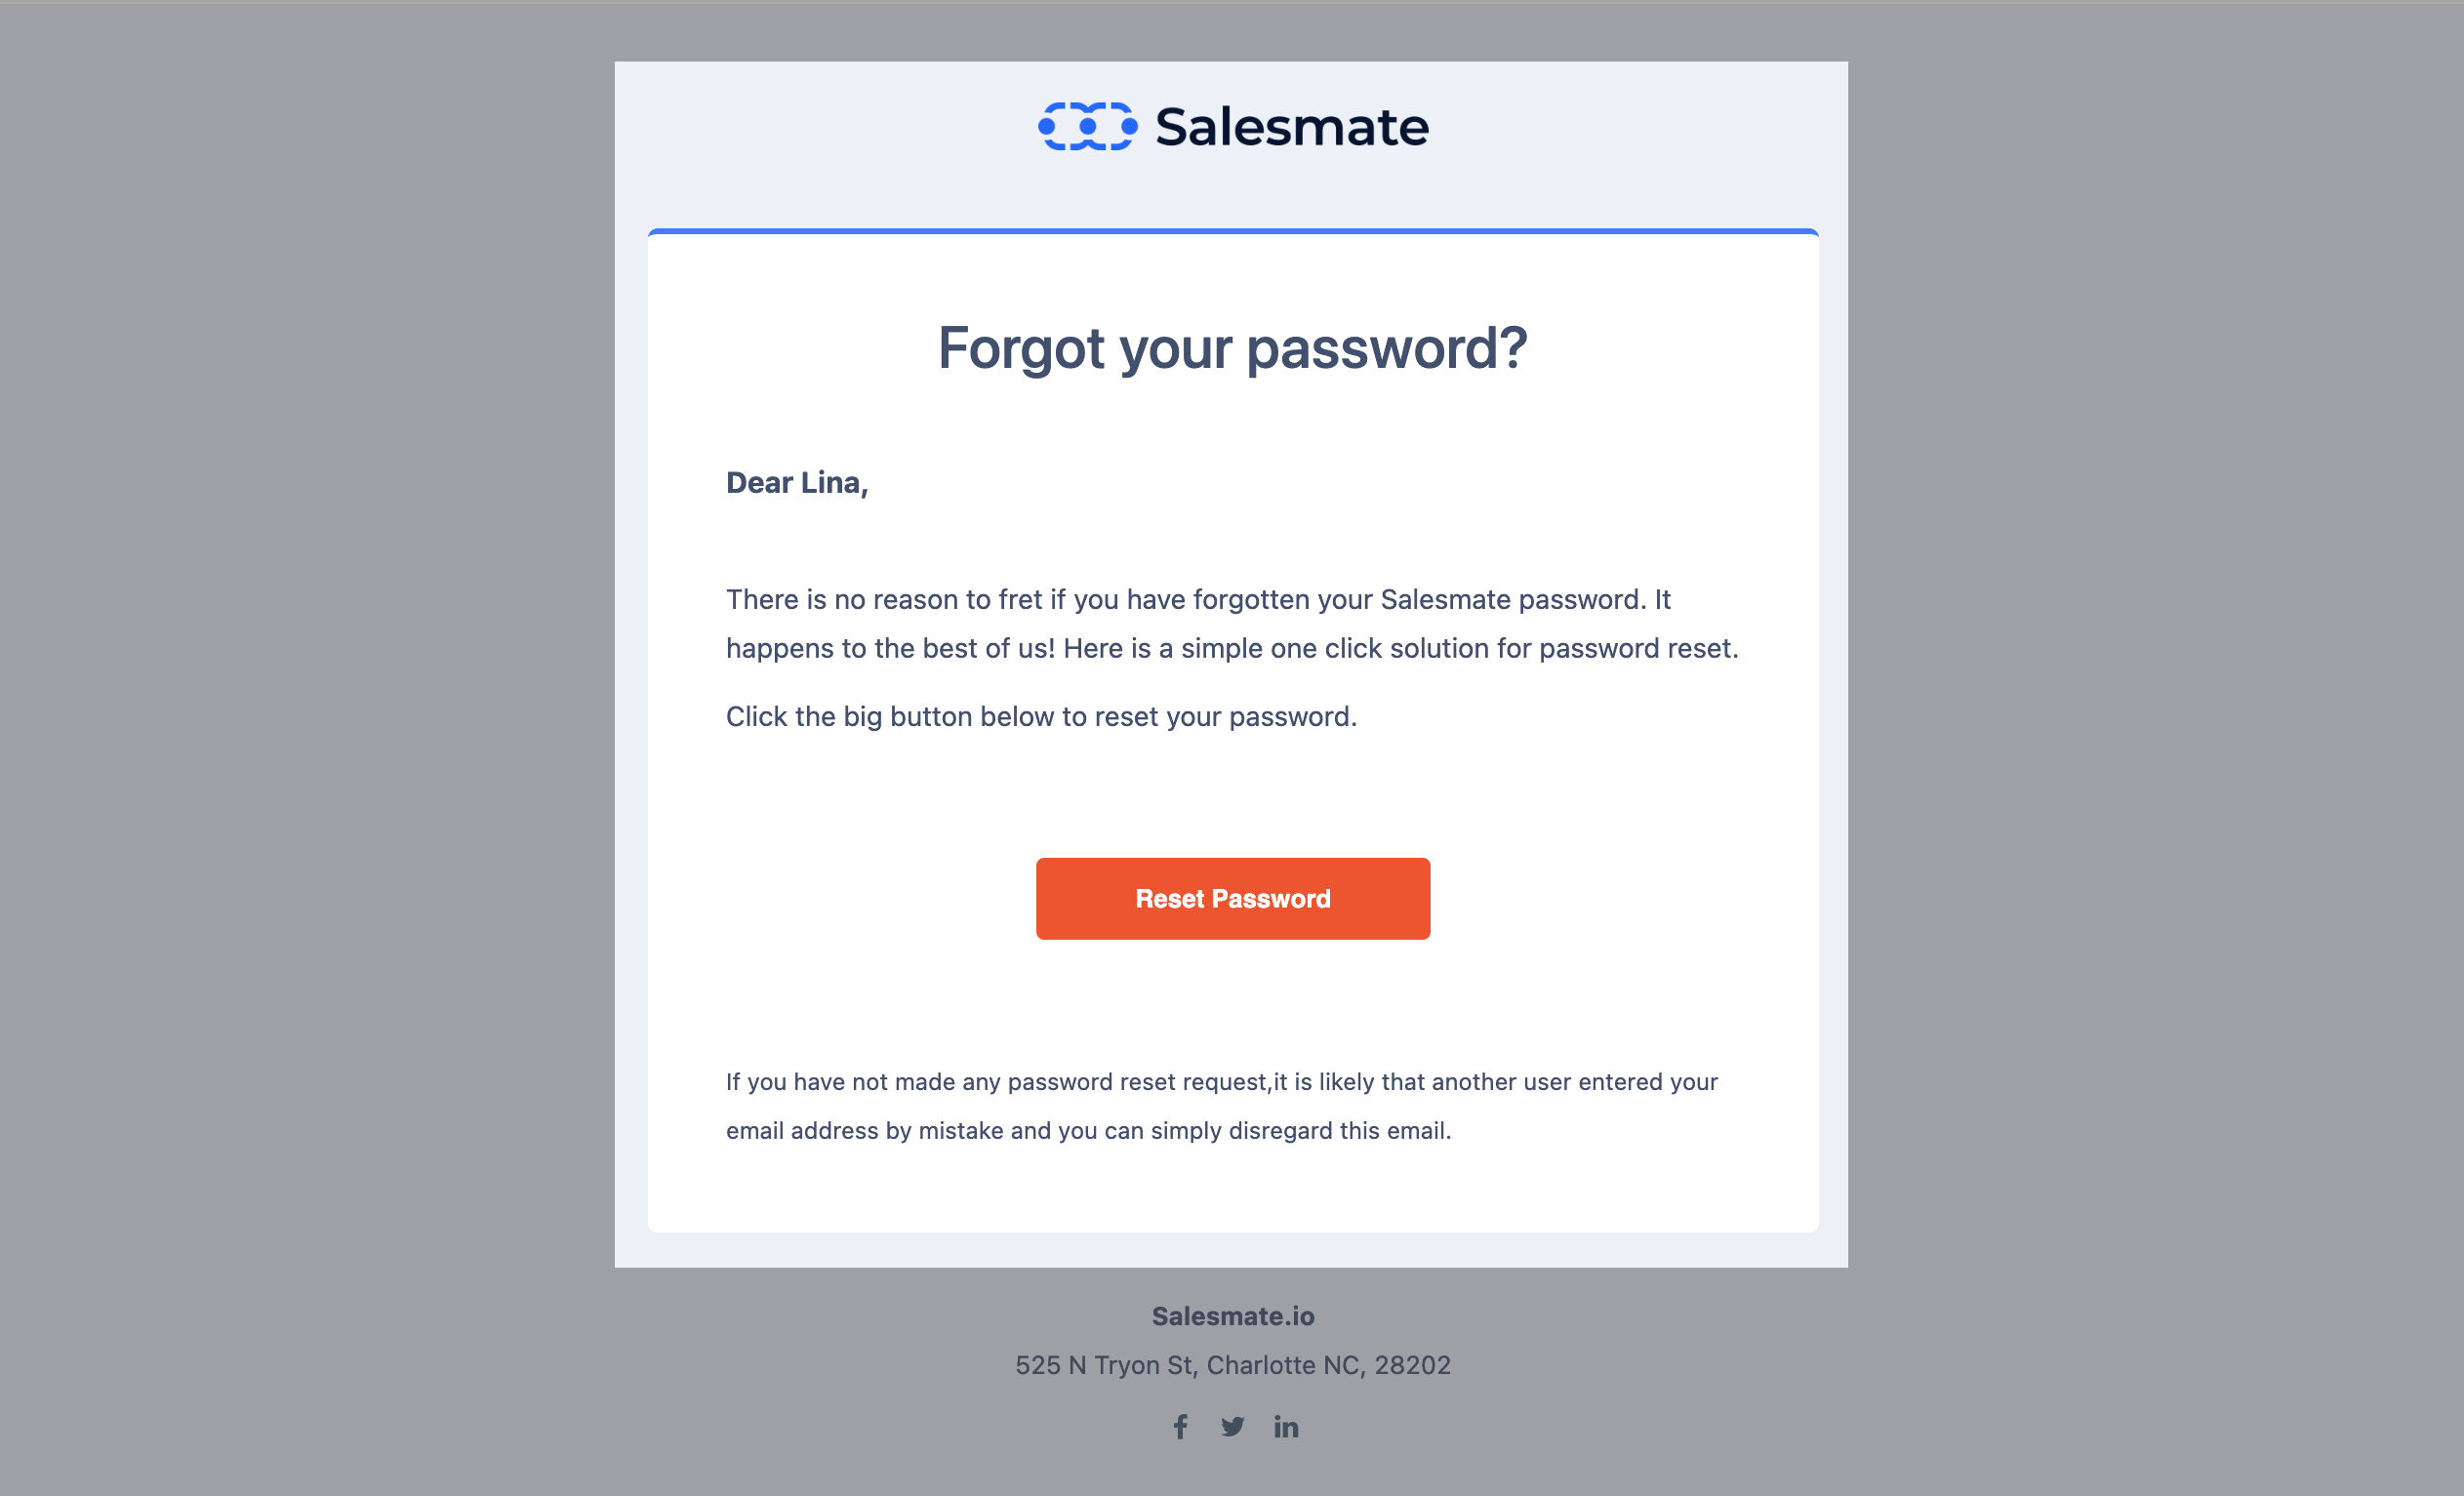 Salesmate
Forgot your password?
Dear Lina,
There is no reason to fret if you have forgotten your Salesmate password. It
happens to the best of us! Here is a simple one click solution for password reset.
Click the big button below to reset your password.
Reset Password
If you have not made any password reset request,it is likely that another user entered your
email address by mistake and you can simply disregard this email.
Salesmate.io
525 N Tryon St, Charlotte NC, 28202